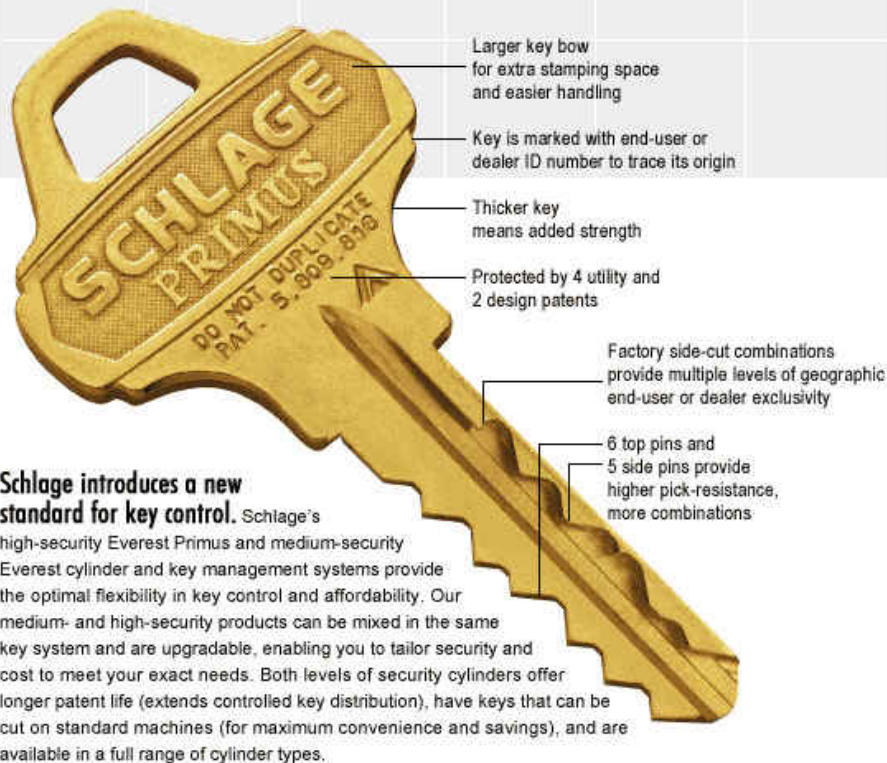 SCHLAGE
PRIMUS
DO NOT DUPLICATE
PAT. 5,809,816
Larger key bow
for extra stamping space
and easier handling
Key is marked with end-user or
dealer ID number to trace its origin
Thicker key
means added strength
Protected by 4 utility and
2 design patents
Factory side-cut combinations
provide multiple levels of geographic
end-user or dealer exclusivity
6 top pins and
5 side pins provide
higher pick-resistance,
more combinations
Schlage introduces a new
standard for key control. Schlage's
high-security Everest Primus and medium-security
Everest cylinder and key management systems provide
the optimal flexibility in key control and affordability. Our
medium- and high-security products can be mixed in the same
key system and are upgradable, enabling you to tailor security and
cost to meet your exact needs. Both levels of security cylinders offer
longer patent life (extends controlled key distribution), have keys that can be
cut on standard machines (for maximum convenience and savings), and are
available in a full range of cylinder types.